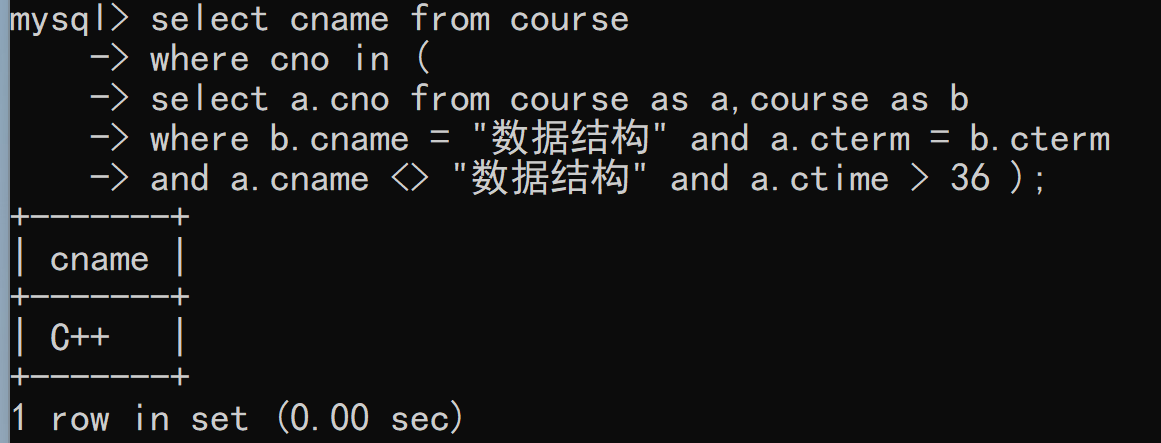 mysql> select cname from course
    -> where cno in (
    -> select a.cno from course as a,course as b
    -> where b.cname = "数据结构" and a.cterm = b.cterm
    -> and a.cname <> "数据结构" and a.ctime > 36 );
+-------+
| cname |
+-------+
| C++   |
+-------+
1 row in set (0.00 sec)